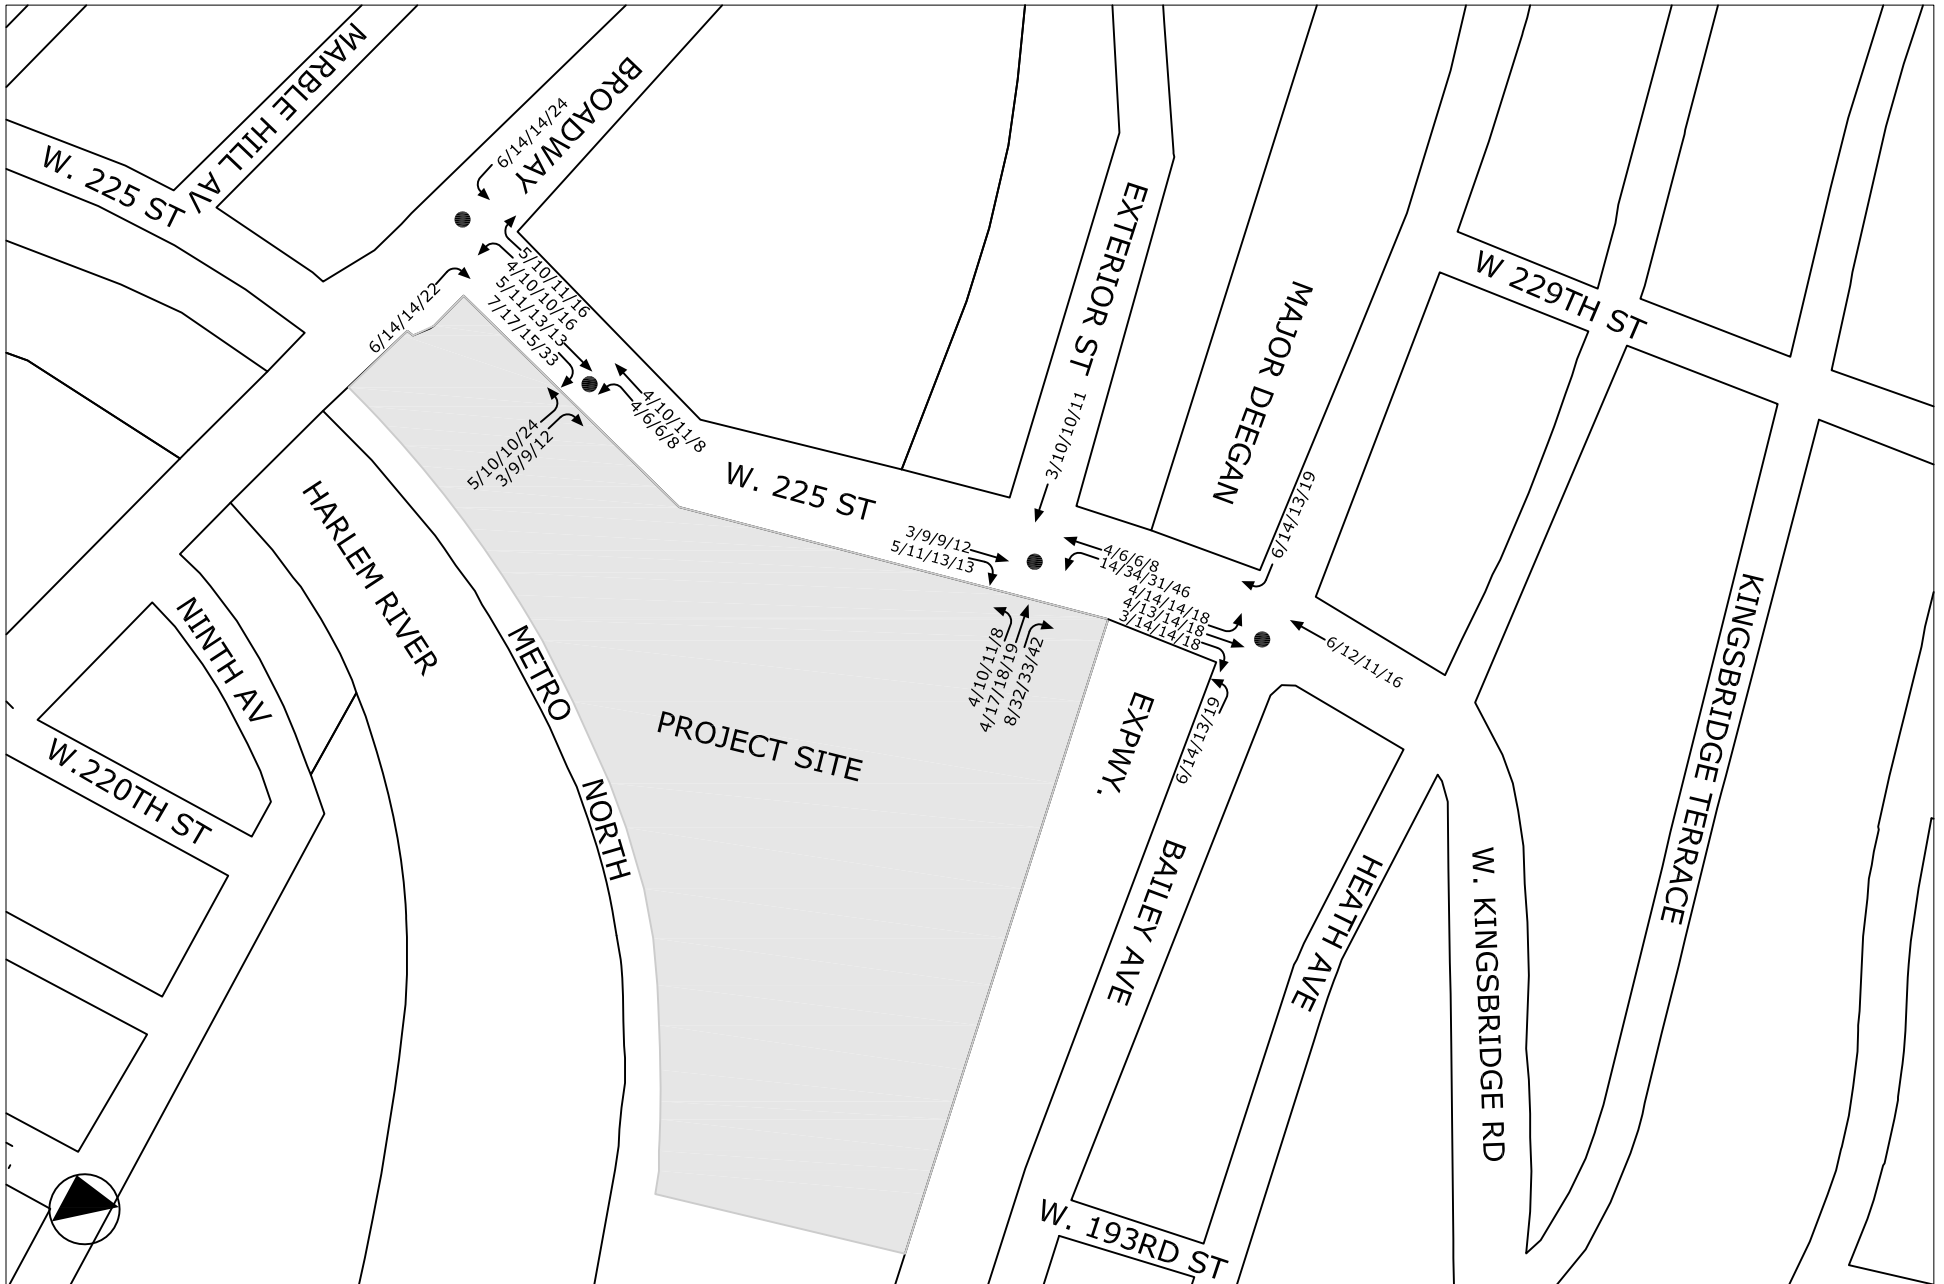 MARBLE HILL AV
BROADWAY
6/14/14/24
W. 225 ST
EXTERIOR ST
5/10/11/16
4/10/10/16
5/11/13/13
7/17/15/33
6/14/14/22
W 229TH ST
MAJOR DEEGAN
4/10/11/8
4/6/6/8
5/10/10/24
3/9/9/12
3/10/10/11
W. 225 ST
6/14/13/19
3/9/9/12
5/11/13/13
4/6/6/8
14/34/31/46
4/14/14/18
4/13/14/18
3/14/14/18
6/12/11/16
HARLEM RIVER
NINTH AV
METRO
NORTH
4/10/11/8
4/17/18/19
8/32/33/42
PROJECT SITE
EXPWY.
6/14/13/19
KINGSBRIDGE TERRACE
W.220TH ST
BAILEY AVE
HEATH AVE
W. KINGSBRIDGE RD
W. 193RD ST